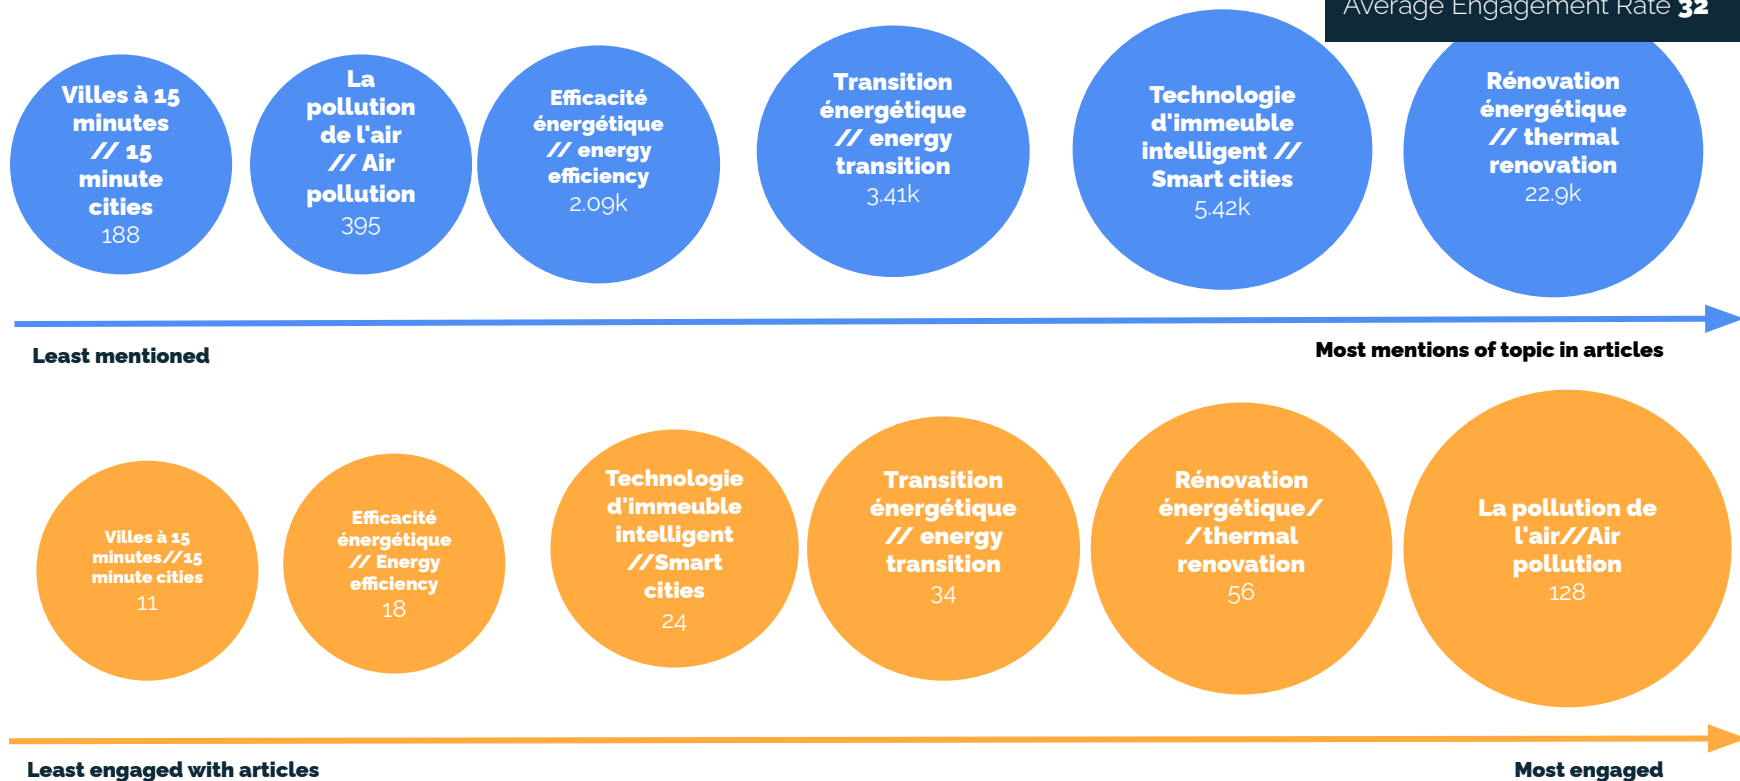 Average Engagement Rate 32
Villes à 15
minutes
// 15
minute
cities
188
La
pollution
de l'air
// Air
pollution
395
Efficacité
énergétique
// energy
efficiency
2.09k
Transition
énergétique
// energy
transition
3.41k
Technologie
d'immeuble
intelligent //
Smart cities
5.42k
Rénovation
énergétique
// thermal
renovation
22.9k
Least mentioned
Most mentions of topic in articles
Villes à 15
minutes//15
minute cities
11
Efficacité
énergétique
// Energy
efficiency
18
Technologie
d'immeuble
intelligent
//Smart
cities
24
Transition
énergétique
// energy
transition
34
Rénovation
énergétique/
/thermal
renovation
56
La pollution de
l'air//Air
pollution
128
Least engaged with articles
Most engaged